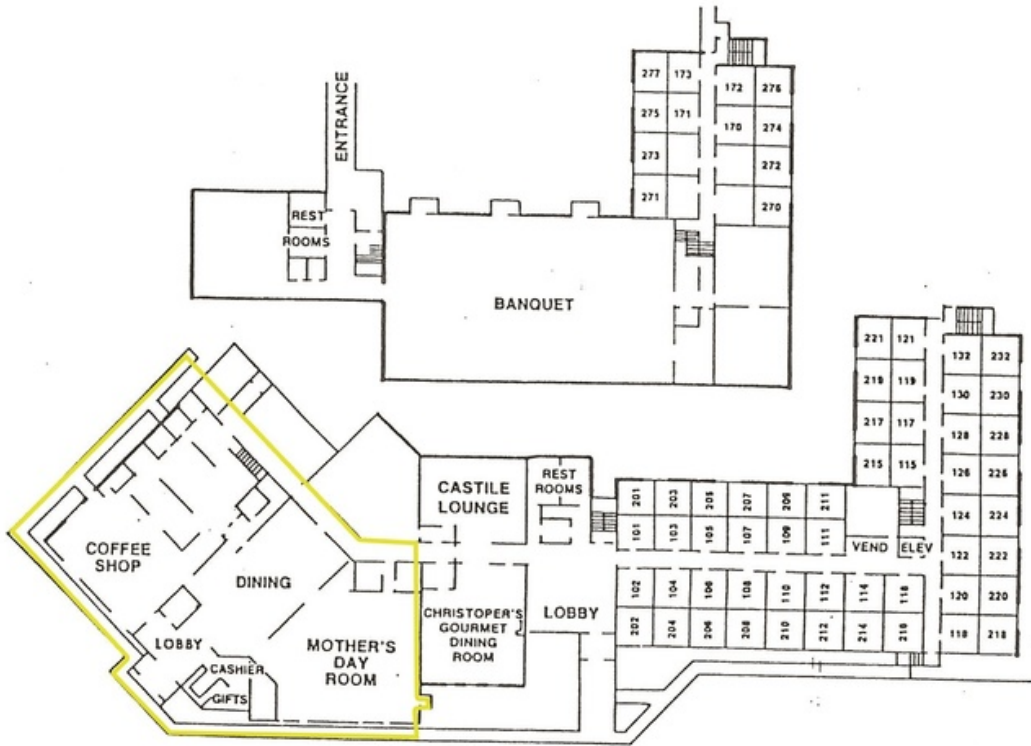 ENTRANCE
277 173
172 276
275 171
170 274
273
272
271
270
REST
ROOMS
BANQUET
221 121
132 232
219 119
130 230
217 117
128 228
215 115
126 226
124 224
VEND ELEV
122 222
120 220
118 218
CASTILE
LOUNGE
REST
ROOMS
201 203 205 207 209 211
101 103 105 107 109 111
102 104 106 108 110 112 114 116
202 204 206 208 210 212 214 216
LOBBY
COFFEE
SHOP
DINING
CHRISTOPER'S
GOURMET
DINING
ROOM
LOBBY
MOTHER'S
DAY
ROOM
CASHIER
GIFTS